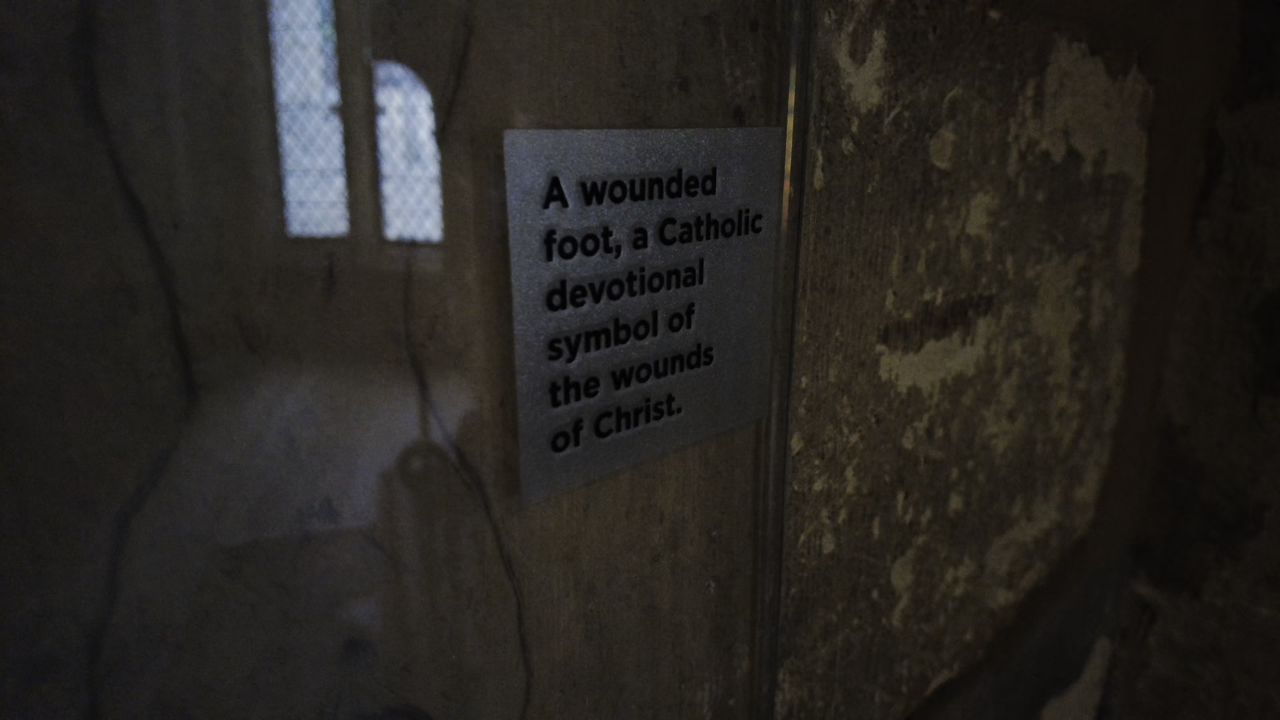 A wounded
foot, a Catholic
devotional
symbol of
the wounds
of Christ.